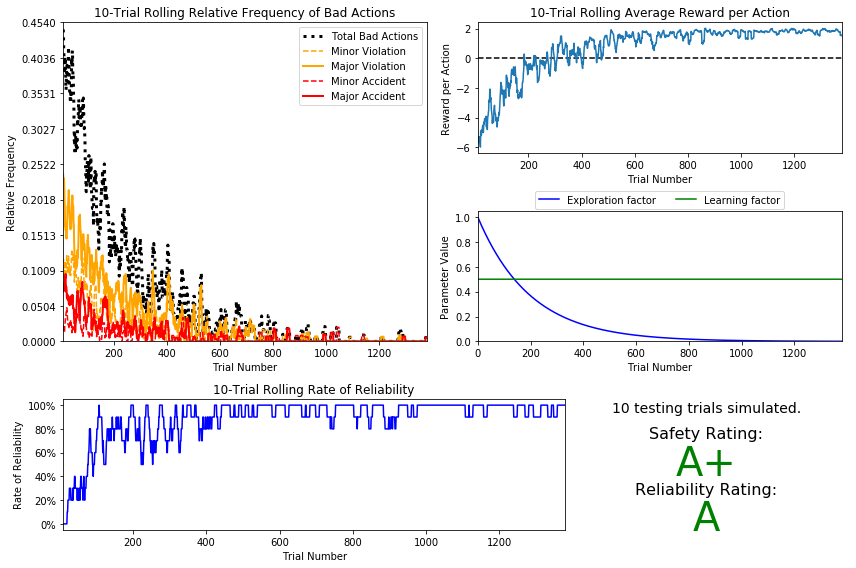 10-Trial Rolling Relative Frequency of Bad Actions
0.4540
0.4036
0.3531
0.3027
0.2522
0.2018
0.1513
0.1009
0.0504
0.0000
Relative Frequency
Total Bad Actions
Minor Violation
Major Violation
Minor Accident
Major Accident
200 400 600 800 1000 1200
Trial Number
10-Trial Rolling Average Reward per Action
2
0
−2
−4
−6
Reward per Action
200 400 600 800 1000 1200
Trial Number
Exploration factor Learning factor
1.0
0.8
0.6
0.4
0.2
0.0
Parameter Value
0 200 400 600 800 1000 1200
Trial Number
10-Trial Rolling Rate of Reliability
100%
80%
60%
40%
20%
0%
Rate of Reliability
200 400 600 800 1000 1200
Trial Number
10 testing trials simulated.
Safety Rating:
A+
Reliability Rating:
A